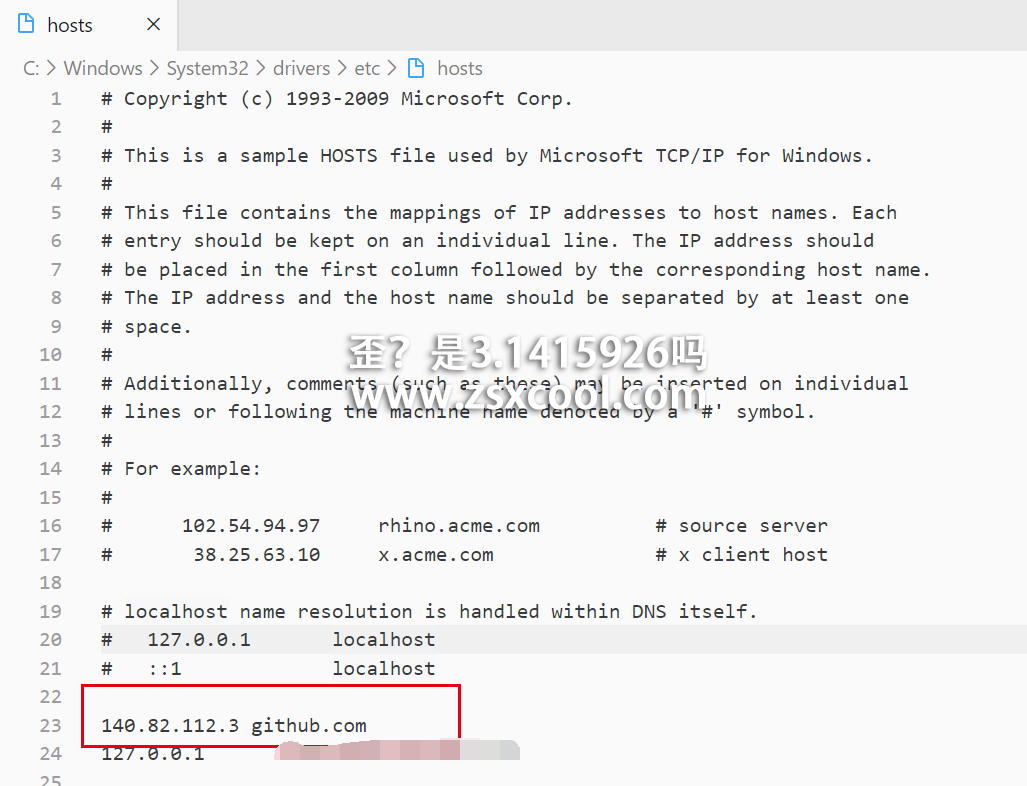 hosts
C: > Windows > System32 > drivers > etc > hosts
1 # Copyright (c) 1993-2009 Microsoft Corp.
2 #
3 # This is a sample HOSTS file used by Microsoft TCP/IP for Windows.
4 #
5 # This file contains the mappings of IP addresses to host names. Each
6 # entry should be kept on an individual line. The IP address should
7 # be placed in the first column followed by the corresponding host name.
8 # The IP address and the host name should be separated by at least one
9 # space.
歪? 是3.1415926吗
10 #
11 # Additionally, comments (such as these) may be inserted on individual
www.zsxcool.com
12 # lines or following the machine name denoted by a '#' symbol.
13 #
14 # For example:
15 #
16 # 102.54.94.97 rhino.acme.com # source server
17 # 38.25.63.10 x.acme.com # x client host
18
19 # localhost name resolution is handled within DNS itself.
20 # 127.0.0.1 localhost
21 # ::1 localhost
22
23 140.82.112.3 github.com
24 127.0.0.1
25